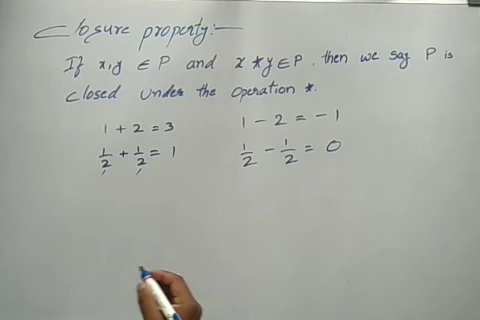 Closure property:-
If x,y ∈ P and x * y ∈ P, then we say P is
closed under the operation *.
1 + 2 = 3    1 - 2 = -1
1/2 + 1/2 = 1    1/2 - 1/2 = 0